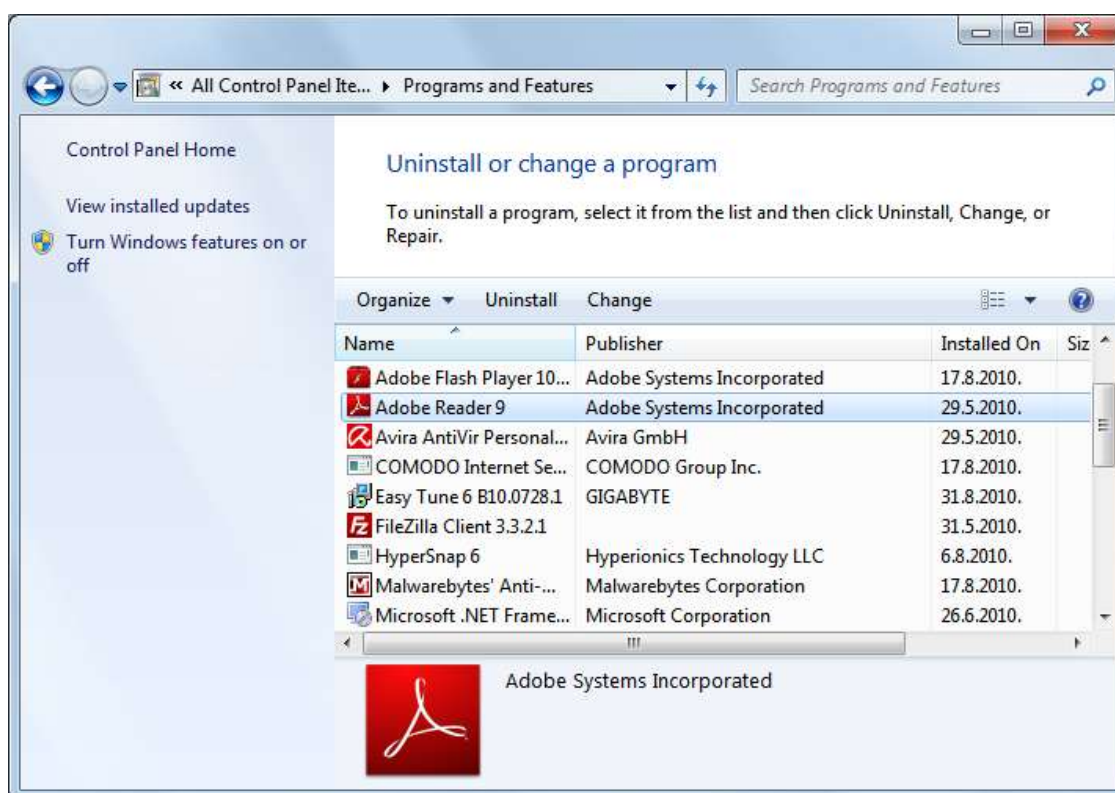 « All Control Panel Ite... Programs and Features
Search Programs and Features
Control Panel Home
View installed updates
Turn Windows features on or
off
Uninstall or change a program
To uninstall a program, select it from the list and then click Uninstall, Change, or
Repair.
Organize Uninstall Change
Name Publisher Installed On Siz
Adobe Flash Player 10... Adobe Systems Incorporated 17.8.2010.
Adobe Reader 9 Adobe Systems Incorporated 29.5.2010.
Avira AntiVir Personal... Avira GmbH 29.5.2010.
COMODO Internet Se... COMODO Group Inc. 17.8.2010.
Easy Tune 6 B10.0728.1 GIGABYTE 31.8.2010.
FileZilla Client 3.3.2.1 31.5.2010.
HyperSnap 6 Hyperionics Technology LLC 6.8.2010.
Malwarebytes' Anti-... Malwarebytes Corporation 17.8.2010.
Microsoft .NET Frame... Microsoft Corporation 26.6.2010.
Adobe Systems Incorporated